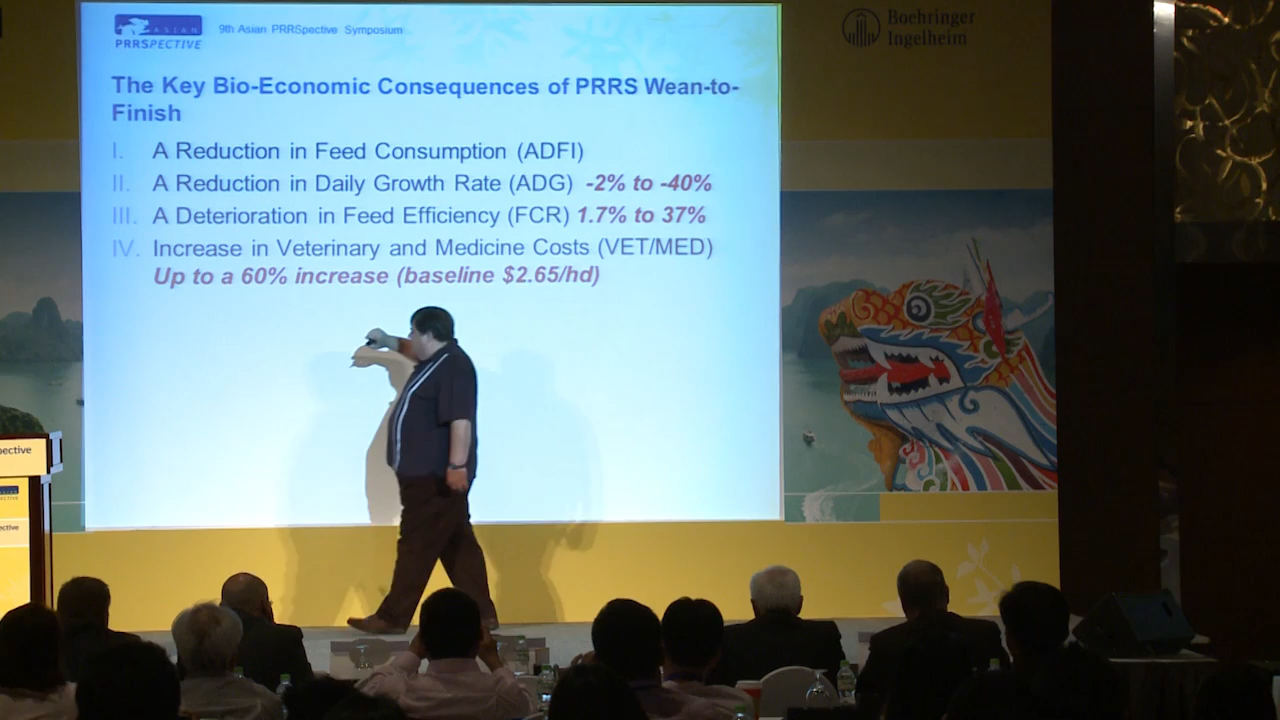 ASIAN
PRRSPECTIVE
9th Asian PRRSpective Symposium
Boehringer
Ingelheim
The Key Bio-Economic Consequences of PRRS Wean-to-
Finish
I. A Reduction in Feed Consumption (ADFI)
II. A Reduction in Daily Growth Rate (ADG) -2% to -40%
III. A Deterioration in Feed Efficiency (FCR) 1.7% to 37%
IV. Increase in Veterinary and Medicine Costs (VET/MED)
Up to a 60% increase (baseline $2.65/hd)
pective
ASIAN
SPECTIVE
ective